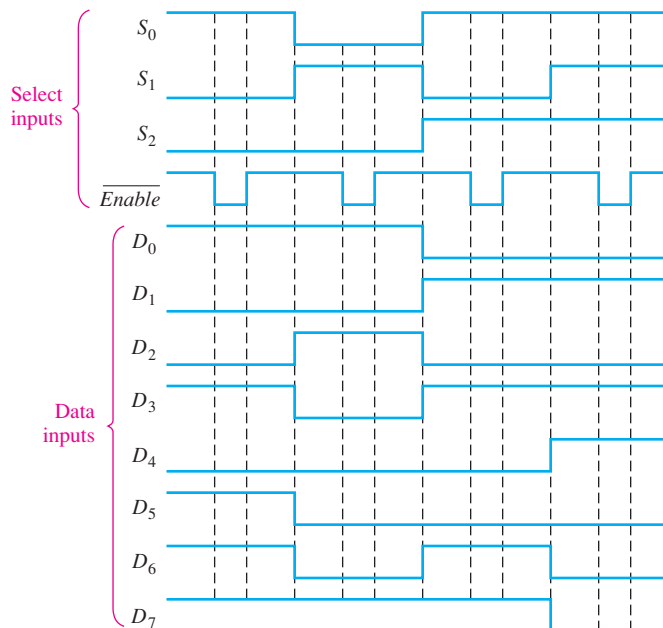 S0
S1
Select
inputs
S2
Enable
D0
D1
D2
D3
Data
inputs
D4
D5
D6
D7